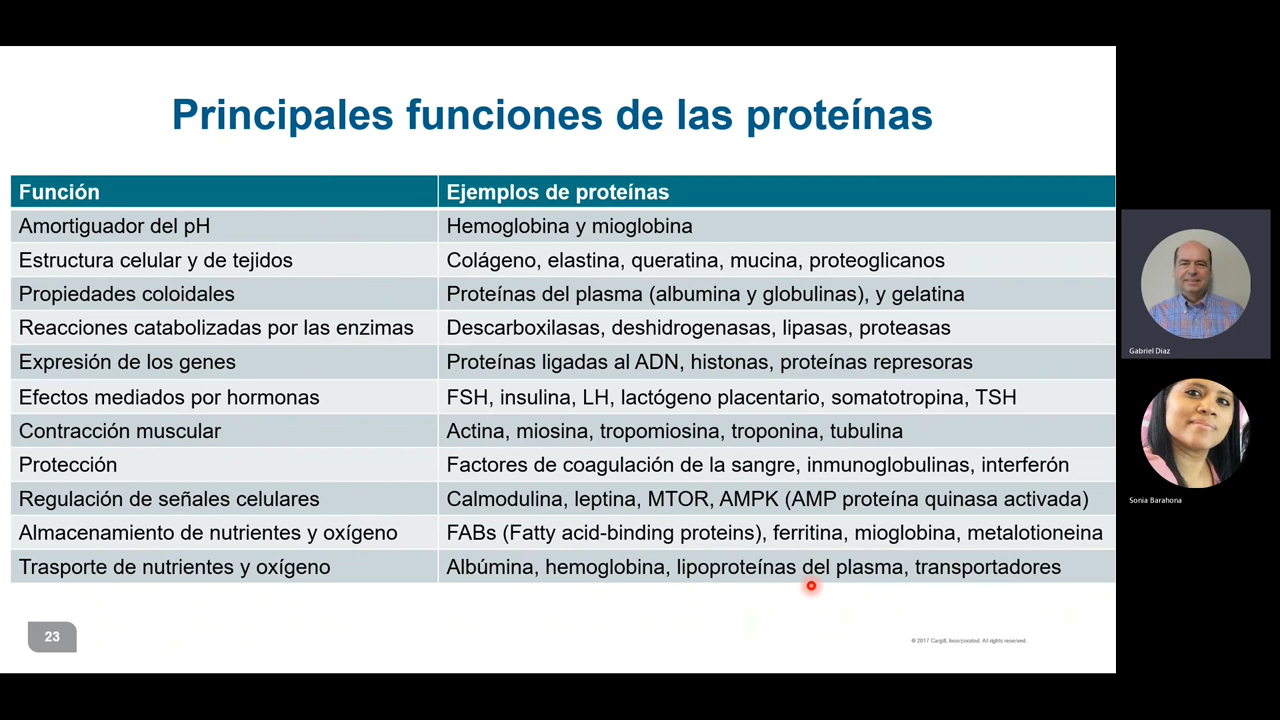 Principales funciones de las proteínas
Función Ejemplos de proteínas
Amortiguador del pH Hemoglobina y mioglobina
Estructura celular y de tejidos Colágeno, elastina, queratina, mucina, proteoglicanos
Propiedades coloidales Proteínas del plasma (albumina y globulinas), y gelatina
Reacciones catabolizadas por las enzimas Descarboxilasas, deshidrogenasas, lipasas, proteasas
Expresión de los genes Proteínas ligadas al ADN, histonas, proteínas represoras
Efectos mediados por hormonas FSH, insulina, LH, lactógeno placentario, somatotropina, TSH
Contracción muscular Actina, miosina, tropomiosina, troponina, tubulina
Protección Factores de coagulación de la sangre, inmunoglobulinas, interferón
Regulación de señales celulares Calmodulina, leptina, MTOR, AMPK (AMP proteína quinasa activada)
Almacenamiento de nutrientes y oxígeno FABs (Fatty acid-binding proteins), ferritina, mioglobina, metalotioneina
Trasporte de nutrientes y oxígeno Albúmina, hemoglobina, lipoproteínas del plasma, transportadores
23
© 2017 Cargill, Incorporated. All rights reserved.
Gabriel Díaz
Sonia Barahona